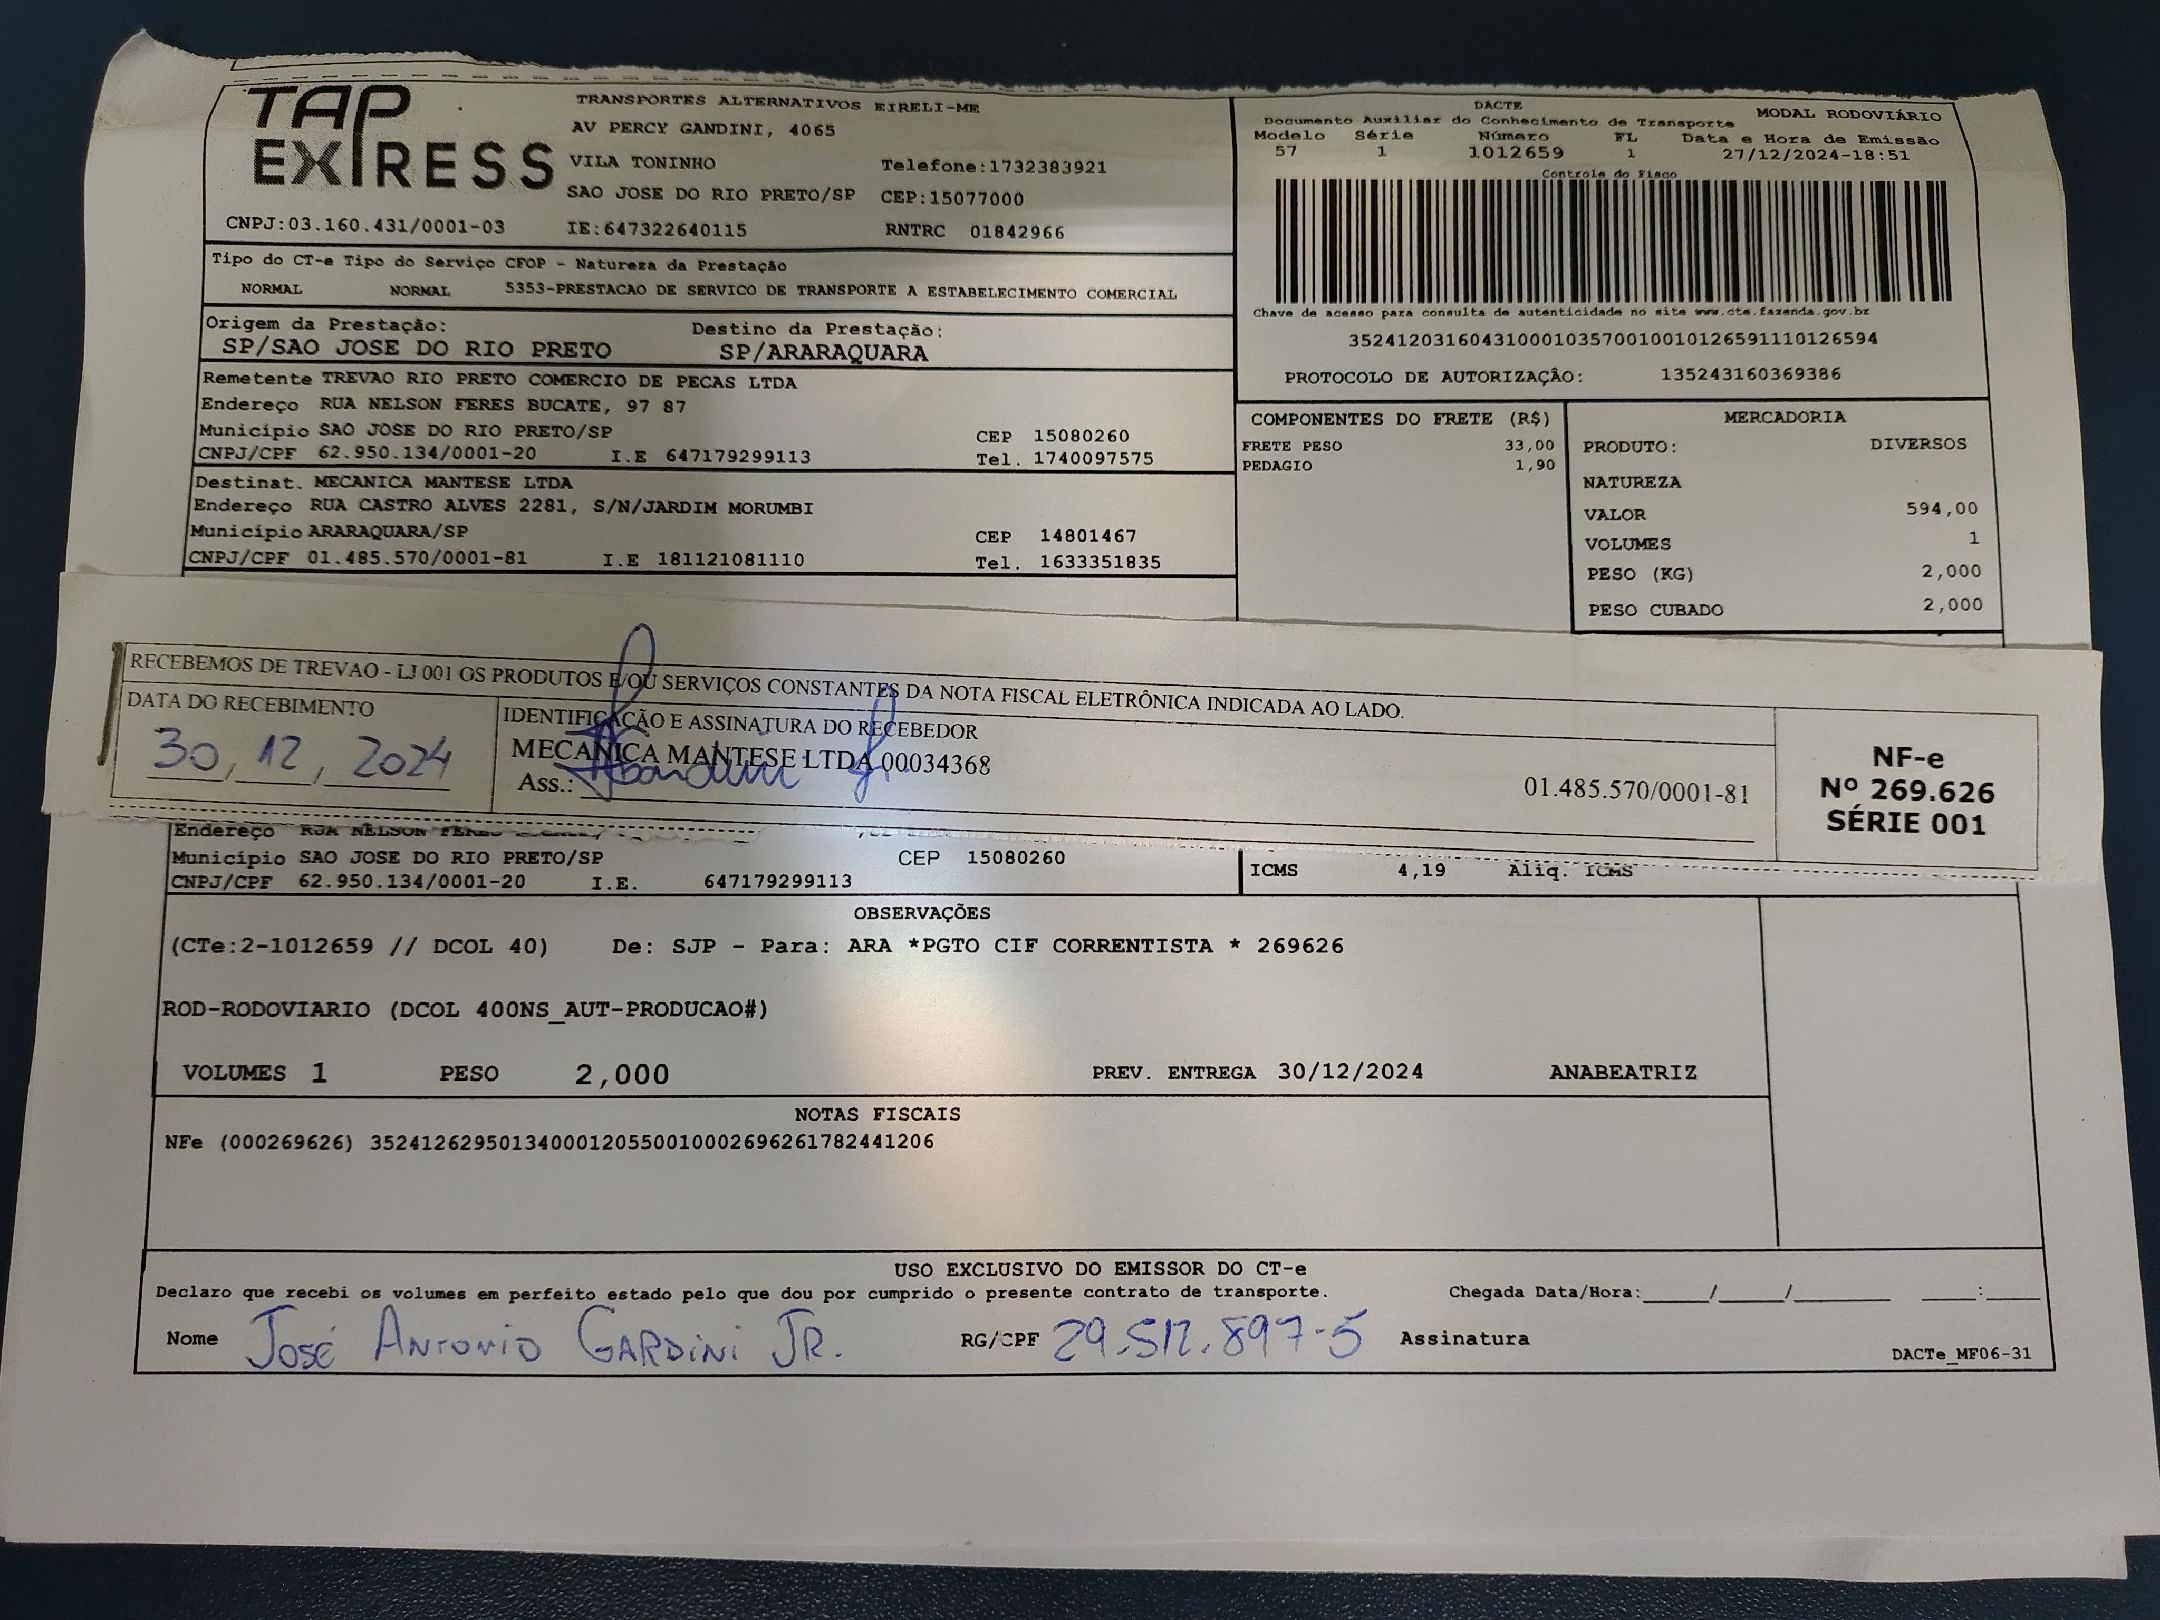 TAP EXPRESS
TRANSPORTES ALTERNATIVOS EIRELI-ME
AV PERCY GANDINI, 4065
VILA TONINHO Telefone:1732383921
SAO JOSE DO RIO PRETO/SP CEP:15077000
CNPJ:03.160.431/0001-03 IE:647322640115 RNTRC 01842966
DACTE MODAL RODOVIÁRIO
Documento Auxiliar do Conhecimento de Transporte
Modelo Série Número FL Data e Hora de Emissão
57 1 1012659 1 27/12/2024-18:51
Controle do Fisco
Chave de acesso para consulta de autenticidade no site www.cte.fazenda.gov.br
35241203160431000103570010010126591110126594
PROTOCOLO DE AUTORIZAÇÃO: 135243160369386
Tipo do CT-e Tipo do Serviço CFOP - Natureza da Prestação
NORMAL NORMAL 5353-PRESTACAO DE SERVICO DE TRANSPORTE A ESTABELECIMENTO COMERCIAL
Origem da Prestação: Destino da Prestação:
SP/SAO JOSE DO RIO PRETO SP/ARARAQUARA
Remetente TREVAO RIO PRETO COMERCIO DE PECAS LTDA
Endereço RUA NELSON FERES BUCATE, 97 87
Município SAO JOSE DO RIO PRETO/SP CEP 15080260
CNPJ/CPF 62.950.134/0001-20 I.E 647179299113 Tel. 1740097575
Destinat. MECANICA MANTESE LTDA
Endereço RUA CASTRO ALVES 2281, S/N/JARDIM MORUMBI
Município ARARAQUARA/SP CEP 14801467
CNPJ/CPF 01.485.570/0001-81 I.E 181121081110 Tel. 1633351835
COMPONENTES DO FRETE (R$)
FRETE PESO 33,00
PEDAGIO 1,90
MERCADORIA
PRODUTO: DIVERSOS
NATUREZA
VALOR 594,00
VOLUMES 1
PESO (KG) 2,000
PESO CUBADO 2,000
RECEBEMOS DE TREVAO - LJ 001 OS PRODUTOS E/OU SERVIÇOS CONSTANTES DA NOTA FISCAL ELETRÔNICA INDICADA AO LADO.
DATA DO RECEBIMENTO
30, 12, 2024
IDENTIFICAÇÃO E ASSINATURA DO RECEBEDOR
MECANICA MANTESE LTDA 00034368
Ass.: 01.485.570/0001-81
NF-e
Nº 269.626
SÉRIE 001
Endereço RUA NELSON FERES
Município SAO JOSE DO RIO PRETO/SP CEP 15080260
CNPJ/CPF 62.950.134/0001-20 I.E. 647179299113
ICMS 4,19 Aliq. ICMS
OBSERVAÇÕES
(CTe:2-1012659 // DCOL 40) De: SJP - Para: ARA *PGTO CIF CORRENTISTA * 269626
ROD-RODOVIARIO (DCOL 400NS_AUT-PRODUCAO#)
VOLUMES 1 PESO 2,000 PREV. ENTREGA 30/12/2024 ANABEATRIZ
NOTAS FISCAIS
NFe (000269626) 35241262950134000120550010002696261782441206
USO EXCLUSIVO DO EMISSOR DO CT-e
Declaro que recebi os volumes em perfeito estado pelo que dou por cumprido o presente contrato de transporte. Chegada Data/Hora:_____/_____/_______ ____:____
Nome José Antonio Gardini Jr. RG/CPF 29.512.897-5 Assinatura
DACTe_MF06-31